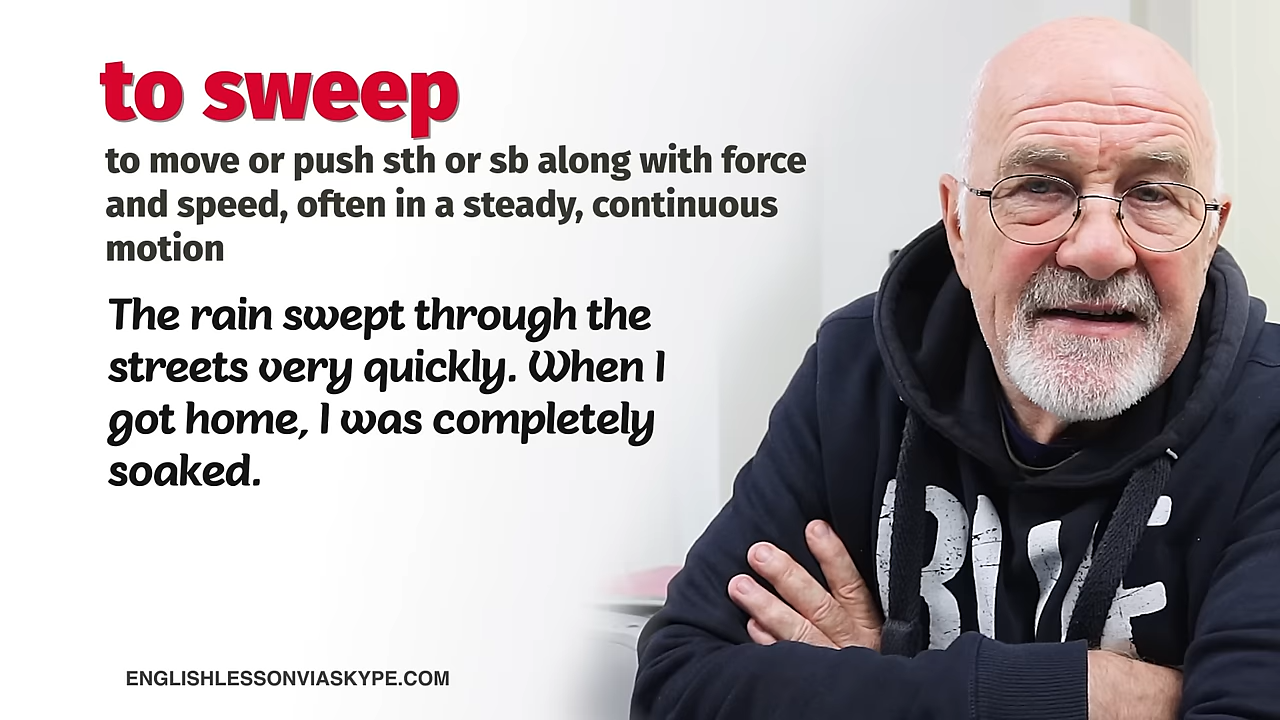 to sweep
to move or push sth or sb along with force
and speed, often in a steady, continuous
motion
The rain swept through the
streets very quickly. When I
got home, I was completely
soaked.
ENGLISHLESSONVIASKYPE.COM